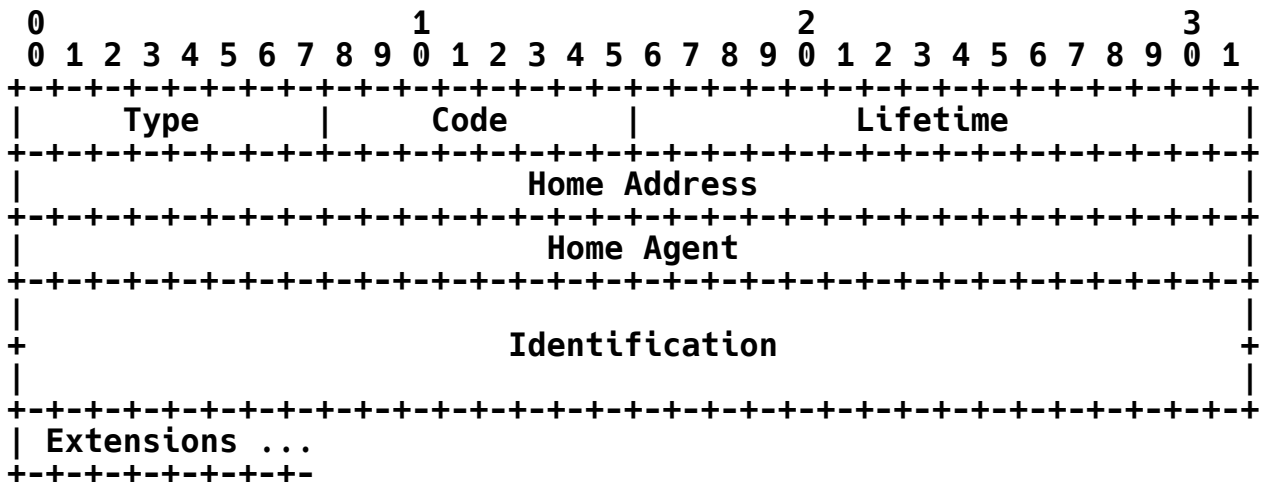 0                   1                   2                   3
 0 1 2 3 4 5 6 7 8 9 0 1 2 3 4 5 6 7 8 9 0 1 2 3 4 5 6 7 8 9 0 1
+-+-+-+-+-+-+-+-+-+-+-+-+-+-+-+-+-+-+-+-+-+-+-+-+-+-+-+-+-+-+-+-+
|     Type      |     Code      |           Lifetime            |
+-+-+-+-+-+-+-+-+-+-+-+-+-+-+-+-+-+-+-+-+-+-+-+-+-+-+-+-+-+-+-+-+
|                          Home Address                         |
+-+-+-+-+-+-+-+-+-+-+-+-+-+-+-+-+-+-+-+-+-+-+-+-+-+-+-+-+-+-+-+-+
|                           Home Agent                          |
+-+-+-+-+-+-+-+-+-+-+-+-+-+-+-+-+-+-+-+-+-+-+-+-+-+-+-+-+-+-+-+-+
|                                                               |
+                         Identification                        +
|                                                               |
+-+-+-+-+-+-+-+-+-+-+-+-+-+-+-+-+-+-+-+-+-+-+-+-+-+-+-+-+-+-+-+-+
| Extensions ...
+-+-+-+-+-+-+-+-